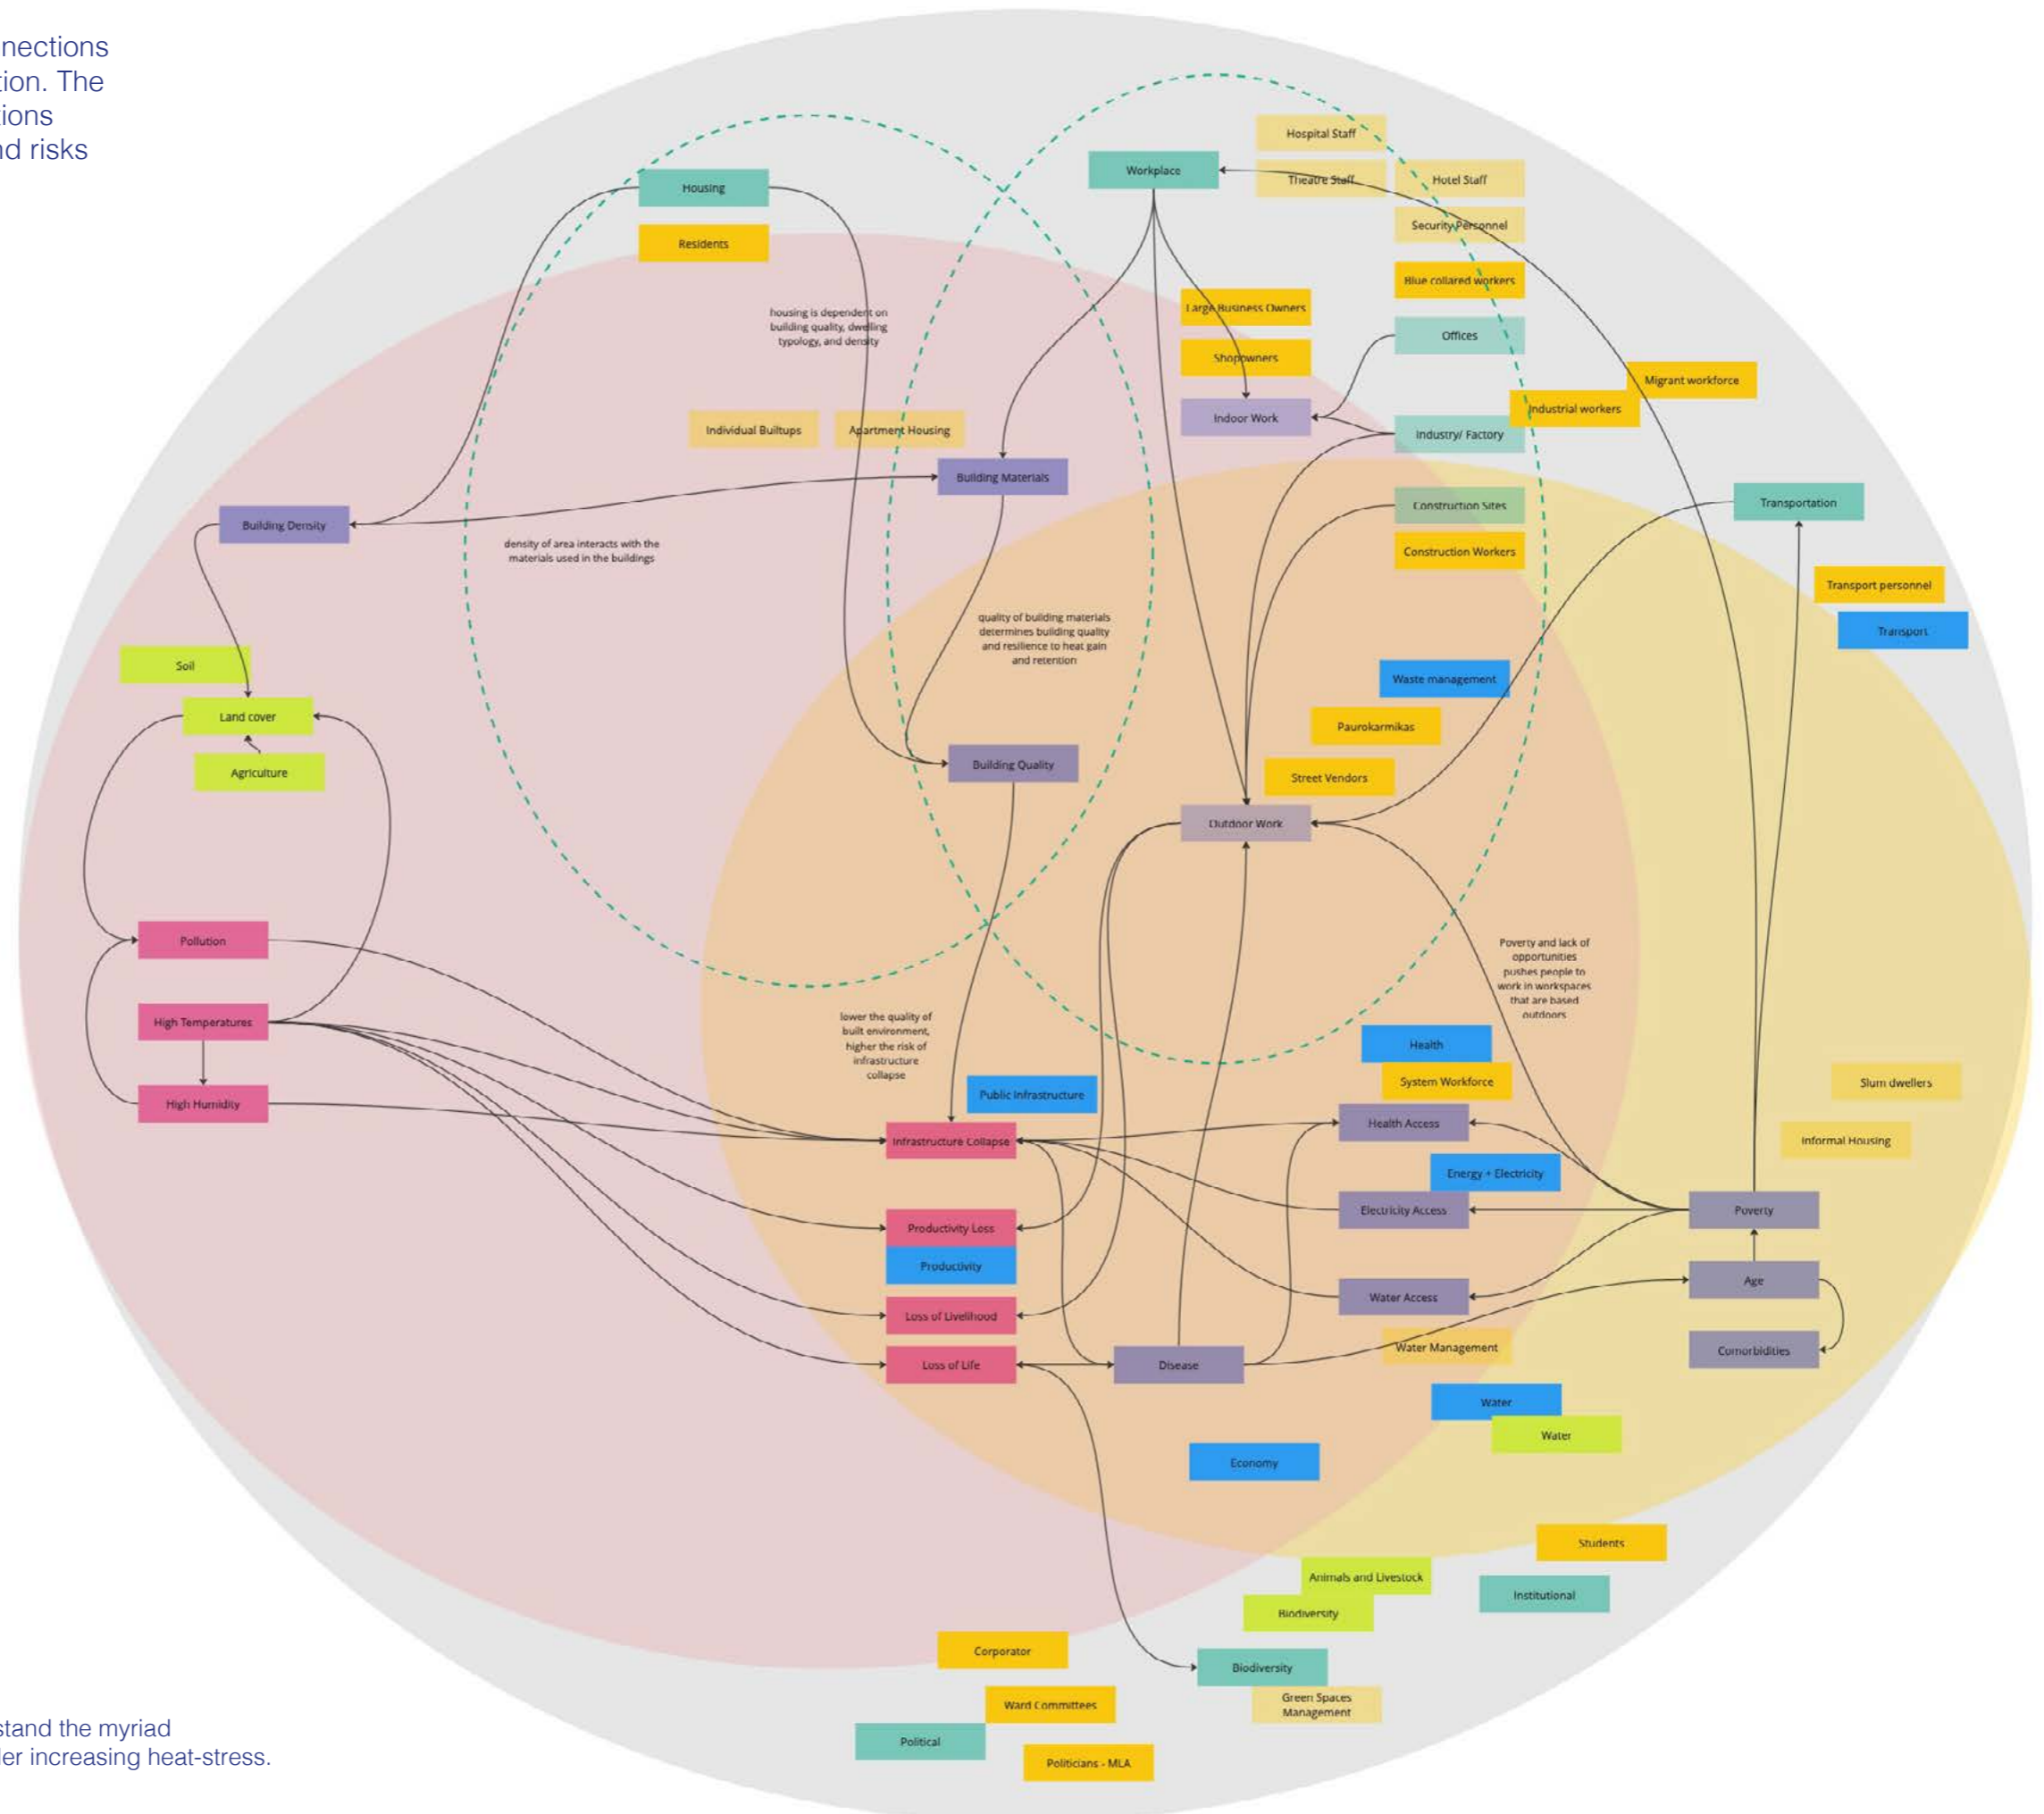 nnections
tion. The
tions
nd risks
Hospital Staff
Workplace
Theatre Staff
Hotel Staff
Housing
Security Personnel
Residents
Blue collared workers
Large Business Owners
housing is dependent on
building quality, dwelling
typology, and density
Offices
Shopowners
Migrant workforce
Industrial workers
Indoor Work
Individual Builtups
Apartment Housing
Industry/ Factory
Building Materials
Construction Sites
Transportation
Building Density
density of area interacts with the
materials used in the buildings
Construction Workers
Transport personnel
quality of building materials
determines building quality
and resilience to heat gain
and retention
Transport
Soil
Waste management
Land cover
Paurokarmikas
Agriculture
Building Quality
Street Vendors
Outdoor Work
Pollution
Poverty and lack of
opportunities
pushes people to
work in workspaces
that are based
outdoors
High Temperatures
lower the quality of
built environment,
higher the risk of
infrastructure
collapse
Health
System Workforce
Slum dwellers
Public Infrastructure
High Humidity
Health Access
Infrastructure Collapse
Informal Housing
Energy + Electricity
Electricity Access
Poverty
Productivity Loss
Productivity
Age
Water Access
Loss of Livelihood
Water Management
Comorbidities
Loss of Life
Disease
Water
Water
Economy
Students
Animals and Livestock
Institutional
Biodiversity
Corporator
Biodiversity
Green Spaces
Management
Ward Committees
Political
Politicians - MLA
stand the myriad
ler increasing heat-stress.